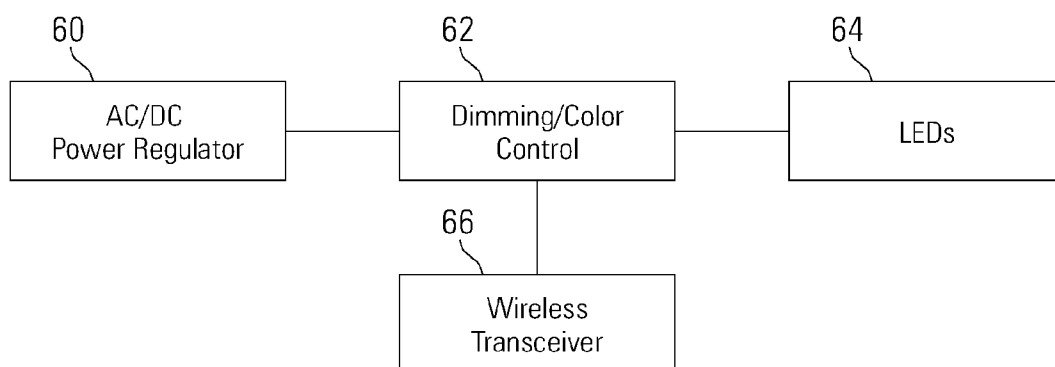 60
62
64
AC/DC
Power Regulator
Dimming/Color
Control
LEDs
66
Wireless
Transceiver